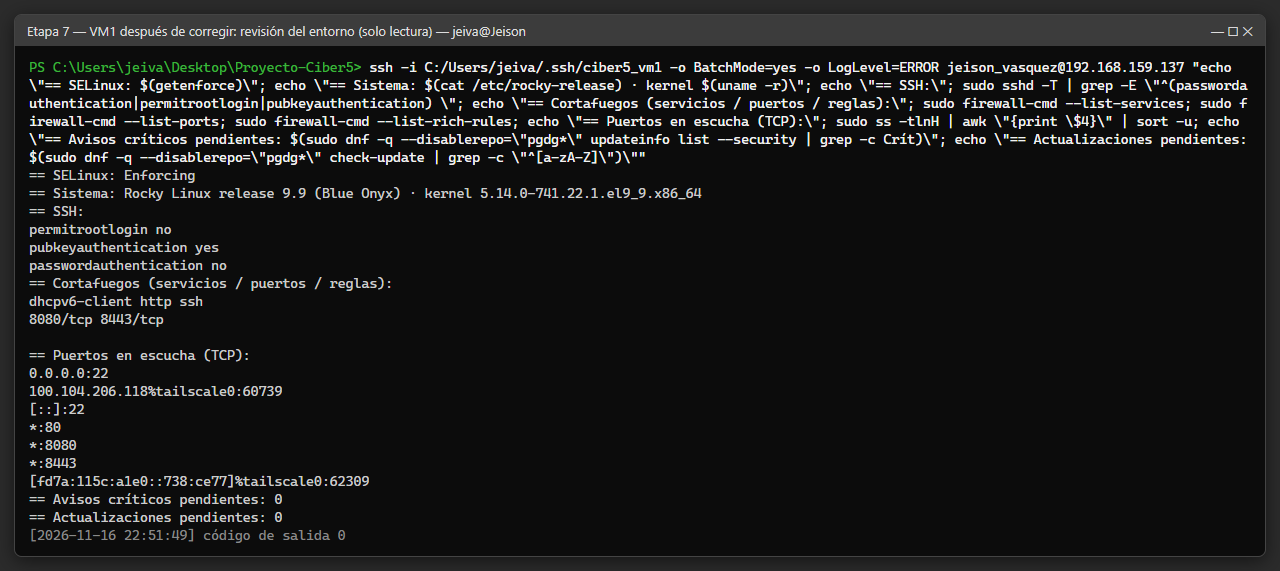 Etapa 7 — VM1 después de corregir: revisión del entorno (solo lectura) — jeiva@Jeison
PS C:\Users\jeiva\Desktop\Proyecto-Ciber5> ssh -i C:/Users/jeiva/.ssh/ciber5_vm1 -o BatchMode=yes -o LogLevel=ERROR jeison_vasquez@192.168.159.137 "echo
\"== SELinux: $(getenforce)\"; echo \"== Sistema: $(cat /etc/rocky-release) · kernel $(uname -r)\"; echo \"== SSH:\"; sudo sshd -T | grep -E \"^(passworda
uthentication|permitrootlogin|pubkeyauthentication) \"; echo \"== Cortafuegos (servicios / puertos / reglas):\"; sudo firewall-cmd --list-services; sudo f
irewall-cmd --list-ports; sudo firewall-cmd --list-rich-rules; echo \"== Puertos en escucha (TCP):\"; sudo ss -tlnH | awk \"{print \$4}\" | sort -u; echo
\"== Avisos críticos pendientes: $(sudo dnf -q --disablerepo=\"pgdg*\" updateinfo list --security | grep -c Crít)\"; echo \"== Actualizaciones pendientes:
$(sudo dnf -q --disablerepo=\"pgdg*\" check-update | grep -c \"^[a-zA-Z]\")\""
== SELinux: Enforcing
== Sistema: Rocky Linux release 9.9 (Blue Onyx) · kernel 5.14.0-741.22.1.el9_9.x86_64
== SSH:
permitrootlogin no
pubkeyauthentication yes
passwordauthentication no
== Cortafuegos (servicios / puertos / reglas):
dhcpv6-client http ssh
8080/tcp 8443/tcp
== Puertos en escucha (TCP):
0.0.0.0:22
100.104.206.118%tailscale0:60739
[::]:22
*:80
*:8080
*:8443
[fd7a:115c:a1e0::738:ce77]%tailscale0:62309
== Avisos críticos pendientes: 0
== Actualizaciones pendientes: 0
[2026-11-16 22:51:49] código de salida 0